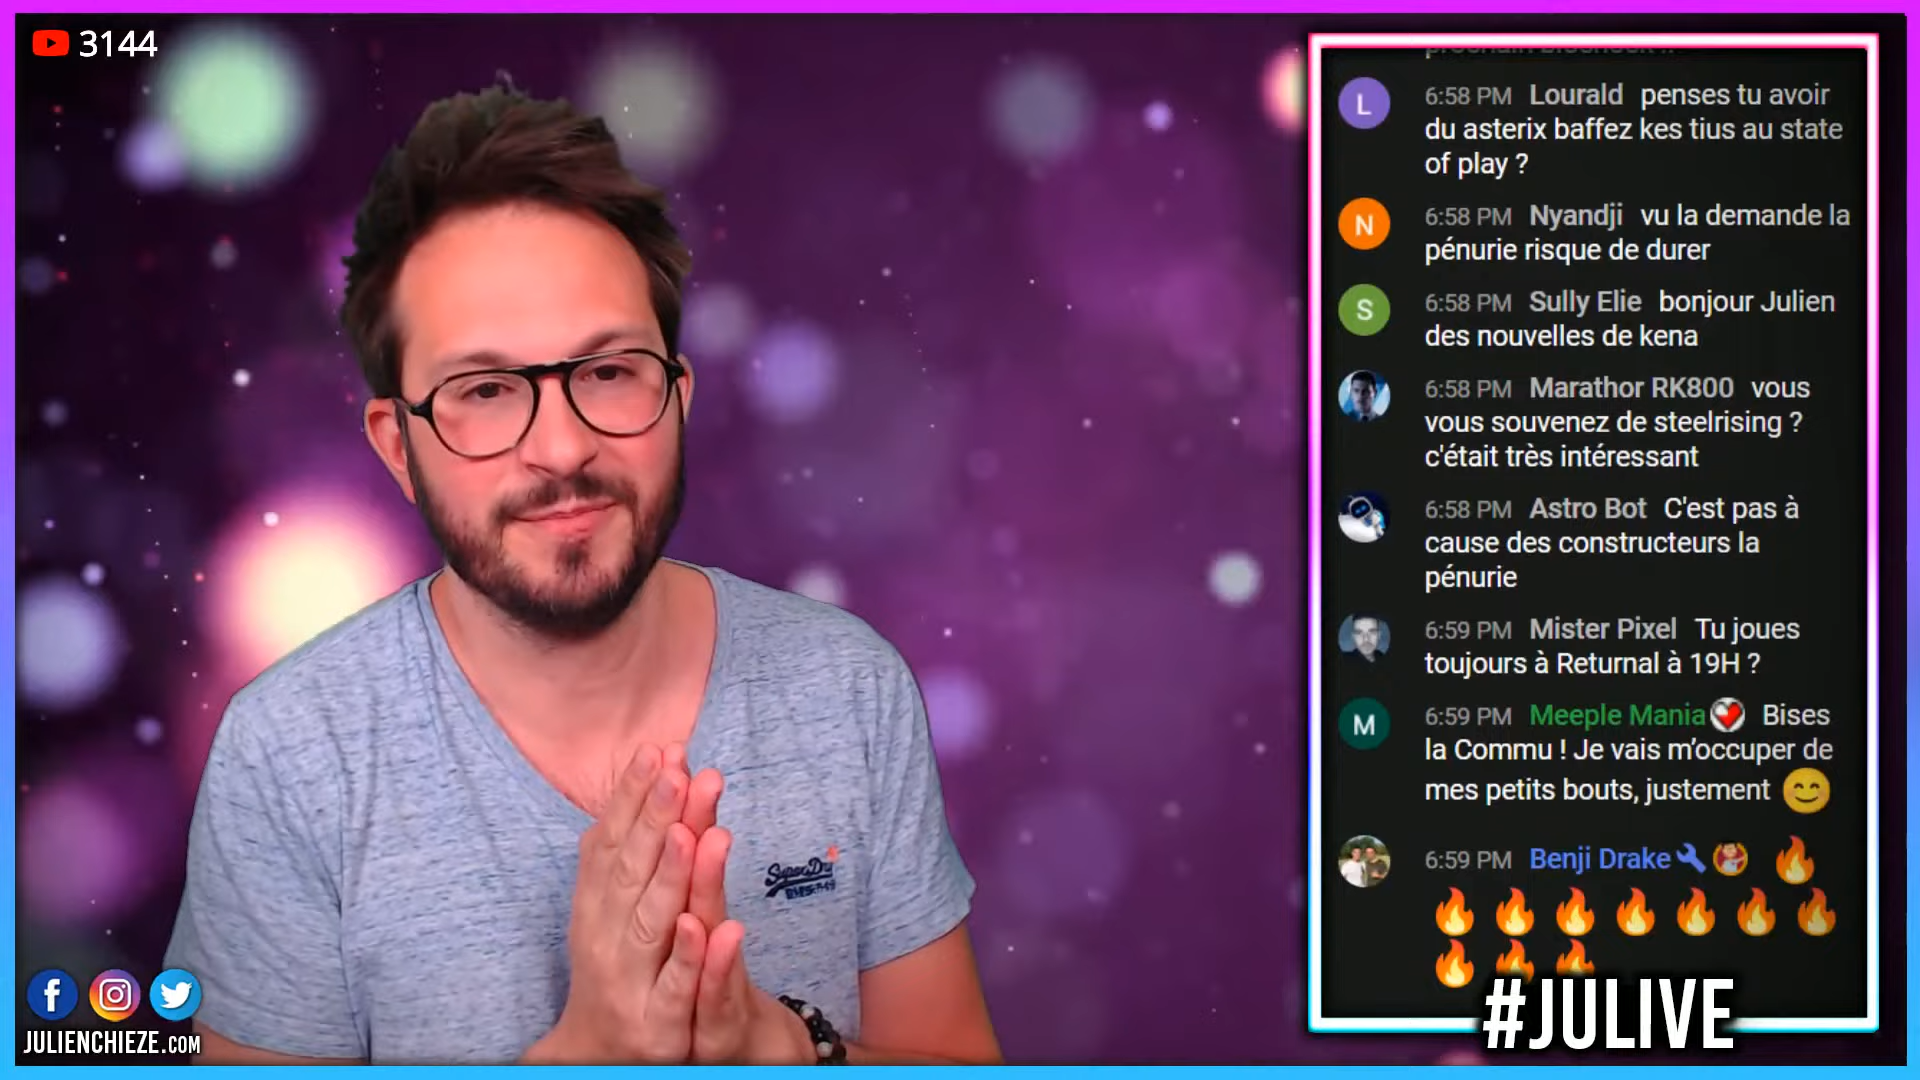 3144
L
6:58 PM Lourald penses tu avoir
du asterix baffez kes tius au state
of play ?
N
6:58 PM Nyandji vu la demande la
pénurie risque de durer
S
6:58 PM Sully Elie bonjour Julien
des nouvelles de kena
6:58 PM Marathor RK800 vous
vous souvenez de steelrising ?
c'était très intéressant
6:58 PM Astro Bot C'est pas à
cause des constructeurs la
pénurie
6:59 PM Mister Pixel Tu joues
toujours à Returnal à 19H ?
M
6:59 PM Meeple Mania Bises
la Commu ! Je vais m’occuper de
mes petits bouts, justement 😊
6:59 PM Benji Drake 🔥
🔥 🔥 🔥 🔥 🔥 🔥 🔥
🔥 🔥 🔥
#JULIVE
SuperDry
JULIENCHIEZE.COM